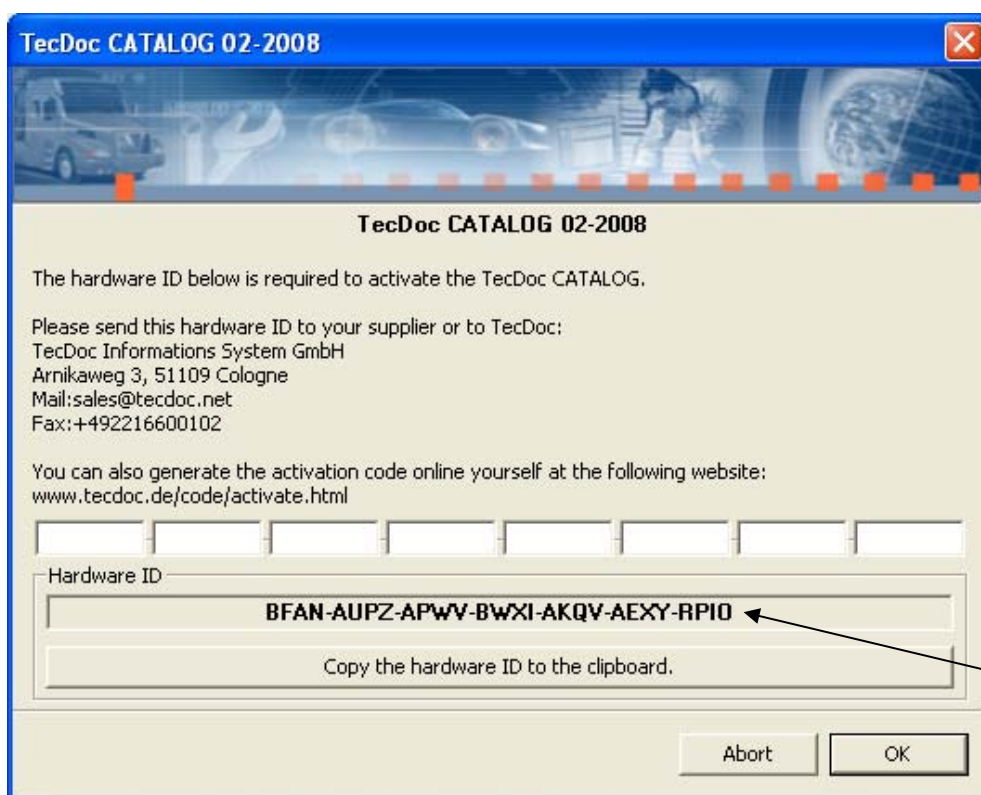 TecDoc CATALOG 02-2008
TecDoc CATALOG 02-2008
The hardware ID below is required to activate the TecDoc CATALOG.
Please send this hardware ID to your supplier or to TecDoc:
TecDoc Informations System GmbH
Arnikaweg 3, 51109 Cologne
Mail:sales@tecdoc.net
Fax:+492216600102
You can also generate the activation code online yourself at the following website:
www.tecdoc.de/code/activate.html
Hardware ID
BFAN-AUPZ-APWV-BWXI-AKQV-AEXY-RPIO
Copy the hardware ID to the clipboard.
Abort
OK